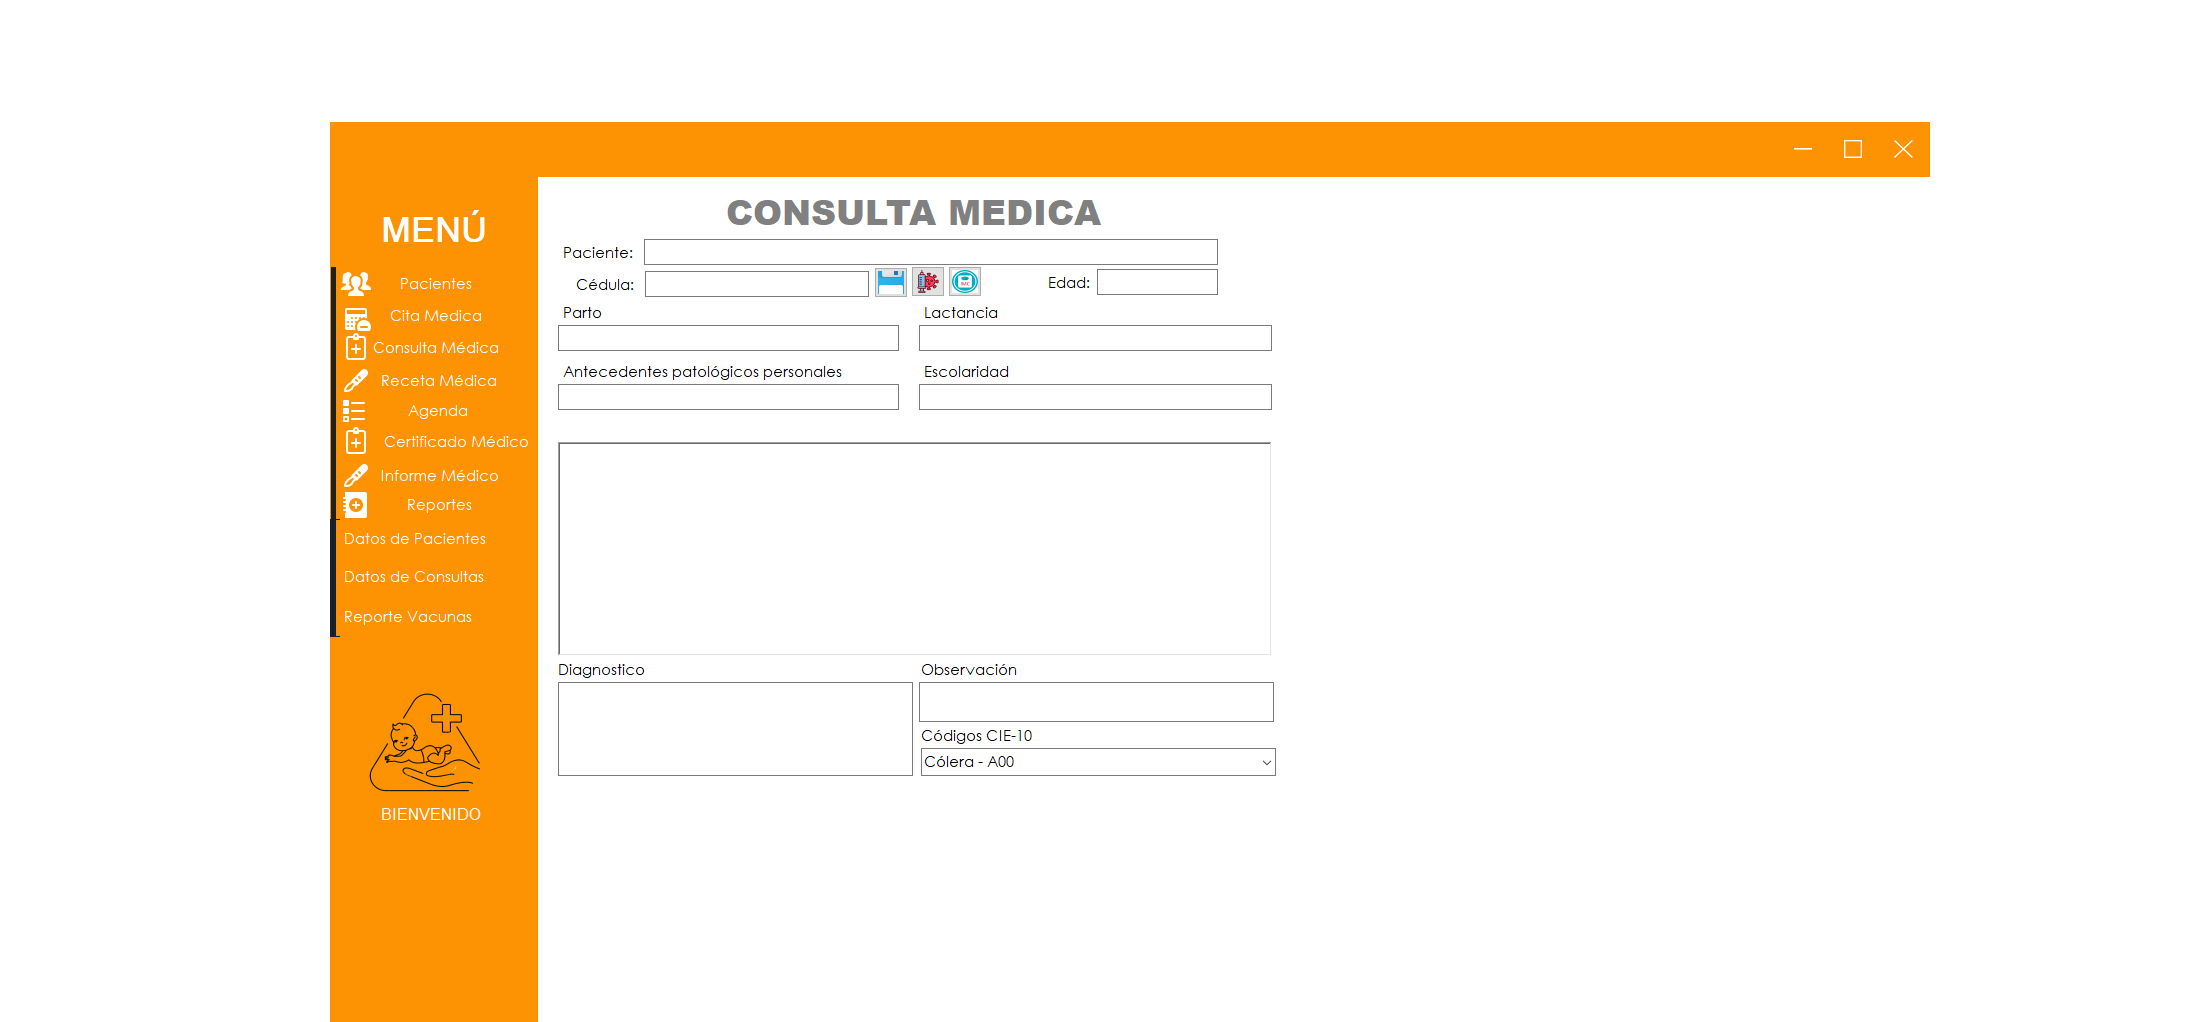 MENÚ
Pacientes
Cita Medica
Consulta Médica
Receta Médica
Agenda
Certificado Médico
Informe Médico
Reportes
Datos de Pacientes
Datos de Consultas
Reporte Vacunas
BIENVENIDO
CONSULTA MEDICA
Paciente:
Cédula: Edad:
Parto Lactancia
Antecedentes patológicos personales Escolaridad
Diagnostico Observación
Códigos CIE-10
Cólera - A00